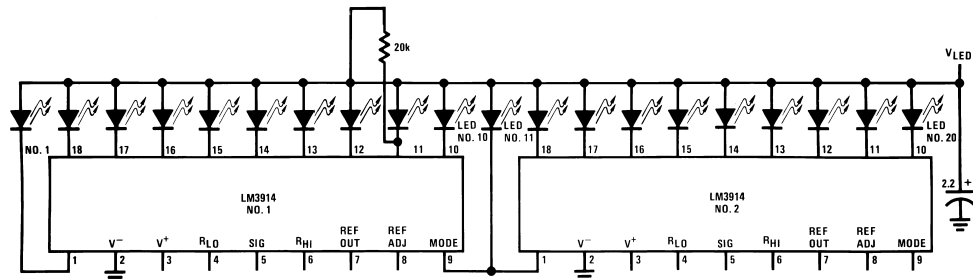 20k
V LED
NO. 1
LED NO. 10
LED NO. 11
LED NO. 20
18 17 16 15 14 13 12 11 10
18 17 16 15 14 13 12 11 10
2.2 +
LM3914 NO. 1
LM3914 NO. 2
V− V+ RLO SIG RHI REF OUT REF ADJ MODE
V− V+ RLO SIG RHI REF OUT REF ADJ MODE
1 2 3 4 5 6 7 8 9
1 2 3 4 5 6 7 8 9